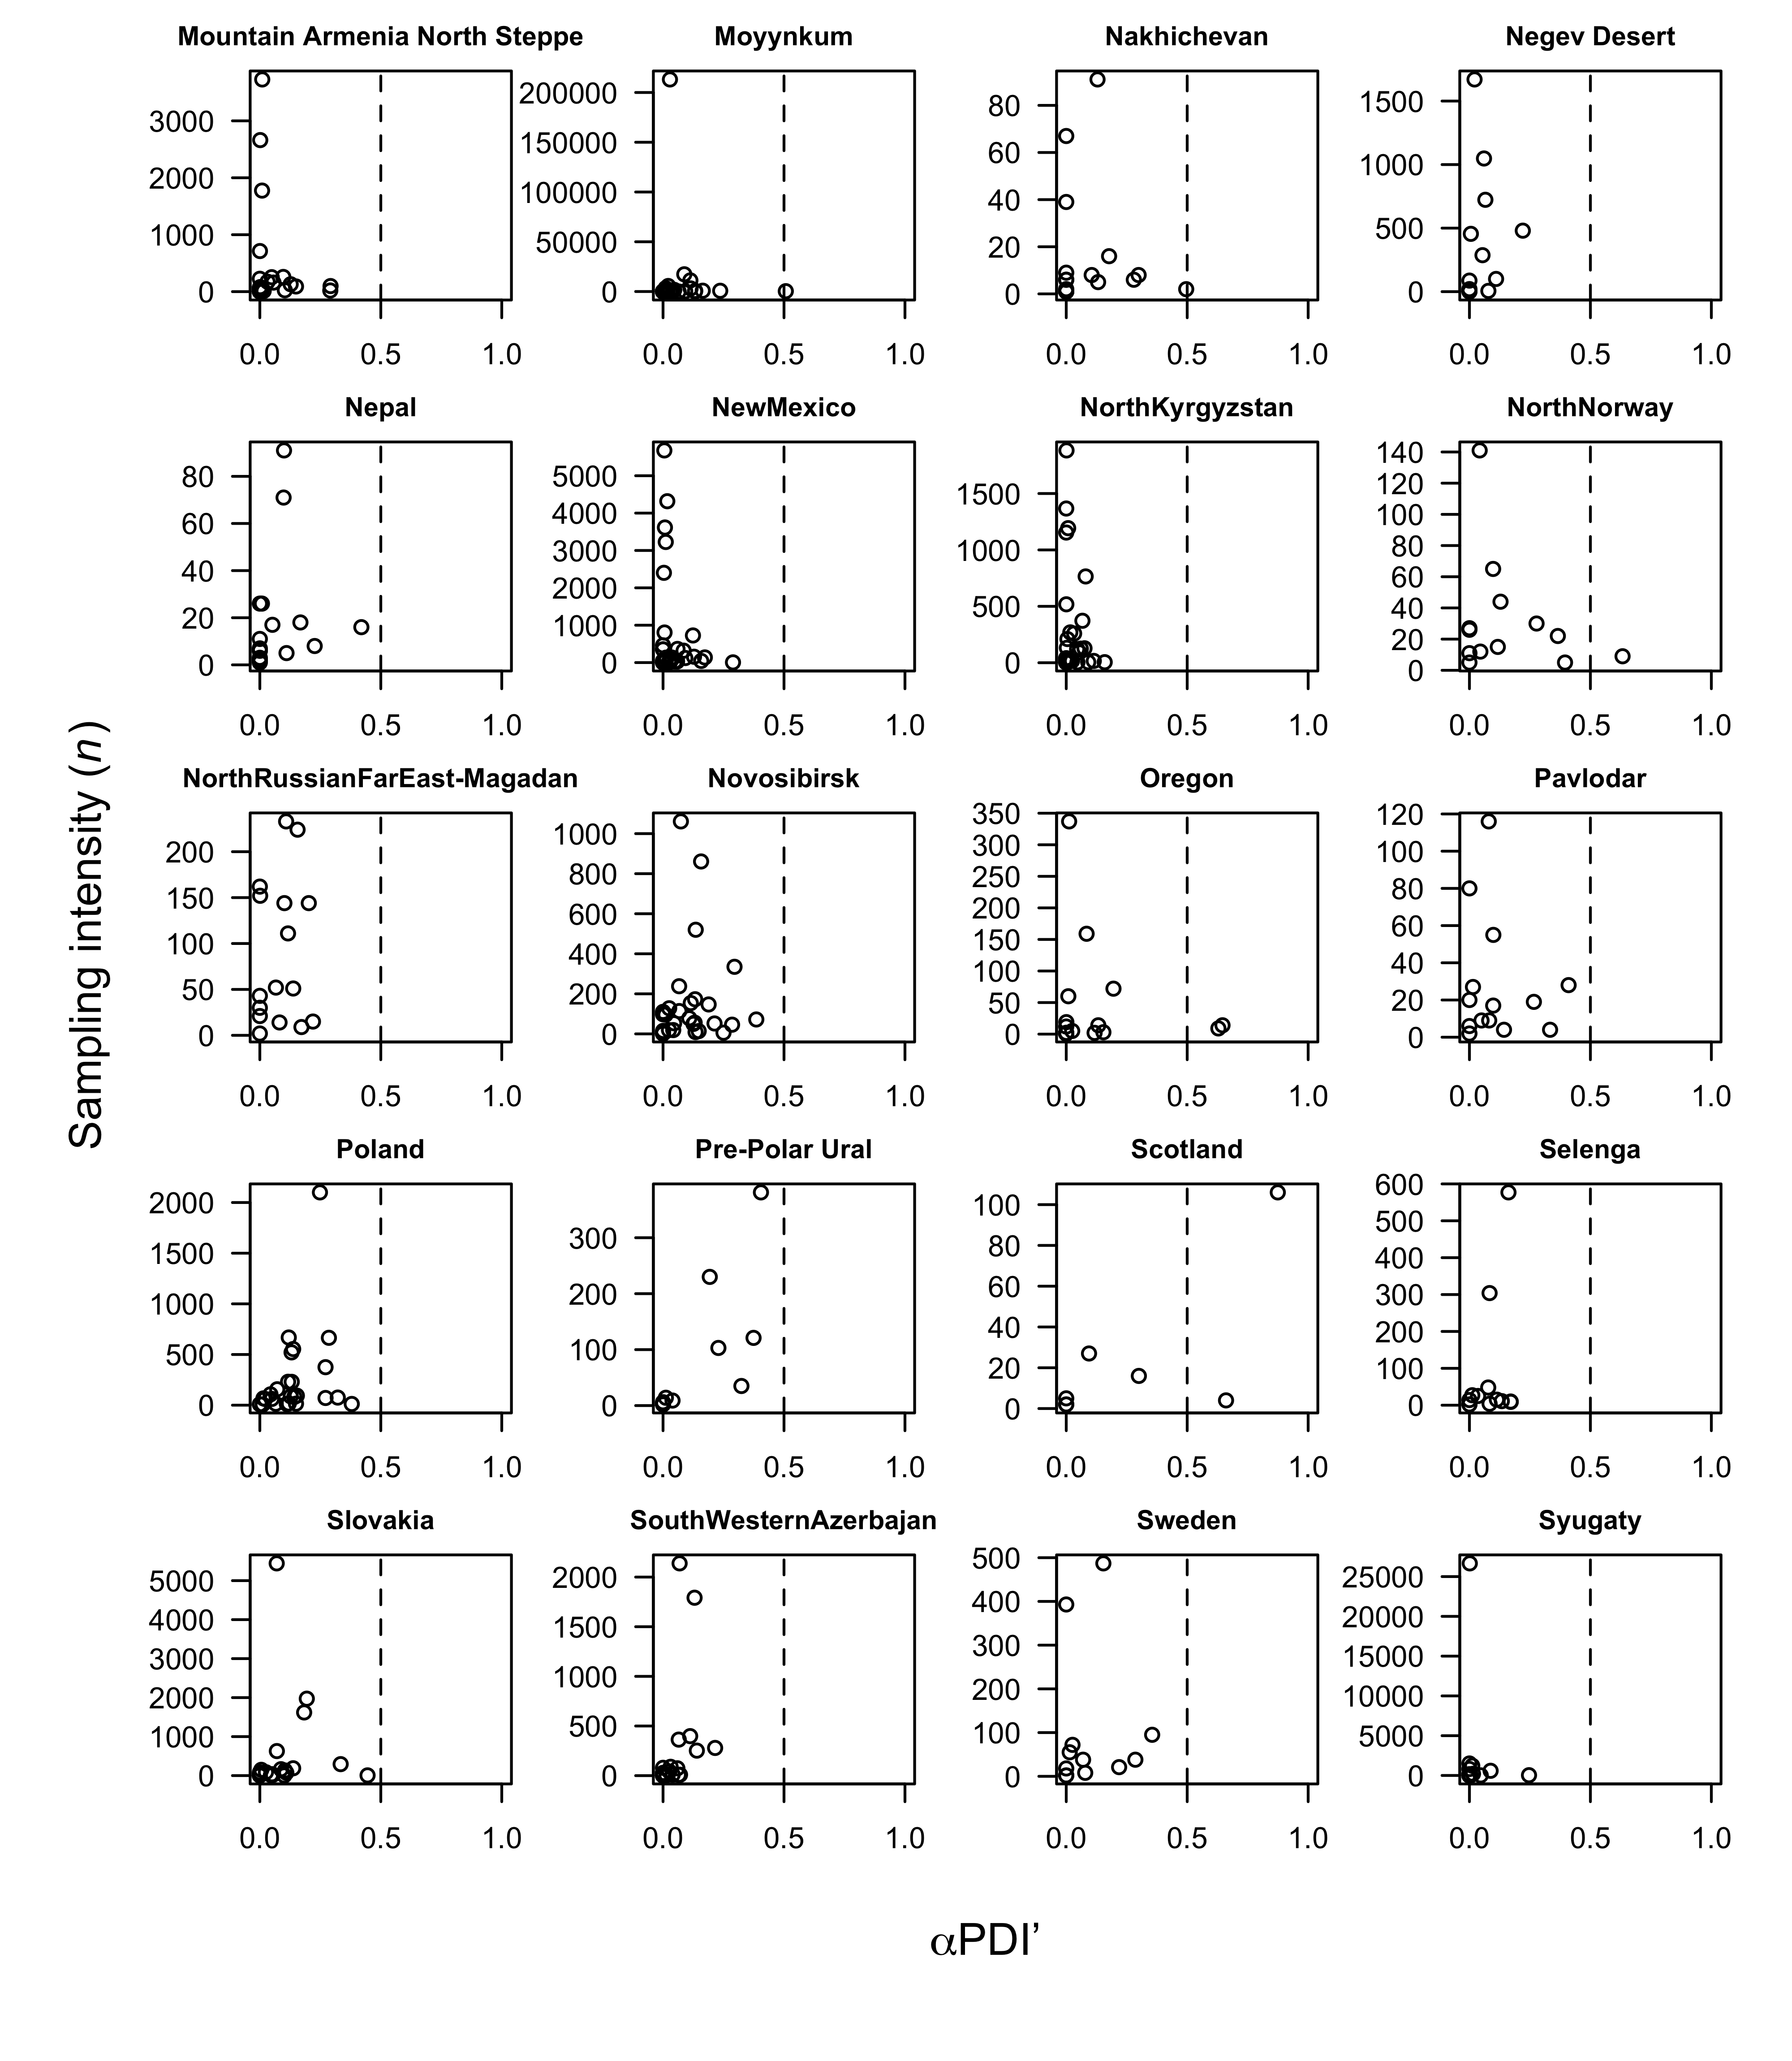 Mountain Armenia North Steppe Moyynkum Nakhichevan Negev Desert
3000 2000 1000 0
200000 150000 100000 50000 0
80 60 40 20 0
1500 1000 500 0
0.0 0.5 1.0 0.0 0.5 1.0 0.0 0.5 1.0 0.0 0.5 1.0
Nepal NewMexico NorthKyrgyzstan NorthNorway
80 60 40 20 0
5000 4000 3000 2000 1000 0
1500 1000 500 0
140 120 100 80 60 40 20 0
0.0 0.5 1.0 0.0 0.5 1.0 0.0 0.5 1.0 0.0 0.5 1.0
Sampling intensity (n)
NorthRussianFarEast-Magadan Novosibirsk Oregon Pavlodar
200 150 100 50 0
1000 800 600 400 200 0
350 300 250 200 150 100 50 0
120 100 80 60 40 20 0
0.0 0.5 1.0 0.0 0.5 1.0 0.0 0.5 1.0 0.0 0.5 1.0
Poland Pre-Polar Ural Scotland Selenga
2000 1500 1000 500 0
300 200 100 0
100 80 60 40 20 0
600 500 400 300 200 100 0
0.0 0.5 1.0 0.0 0.5 1.0 0.0 0.5 1.0 0.0 0.5 1.0
Slovakia SouthWesternAzerbajan Sweden Syugaty
5000 4000 3000 2000 1000 0
2000 1500 1000 500 0
500 400 300 200 100 0
25000 20000 15000 10000 5000 0
0.0 0.5 1.0 0.0 0.5 1.0 0.0 0.5 1.0 0.0 0.5 1.0
αPDI’